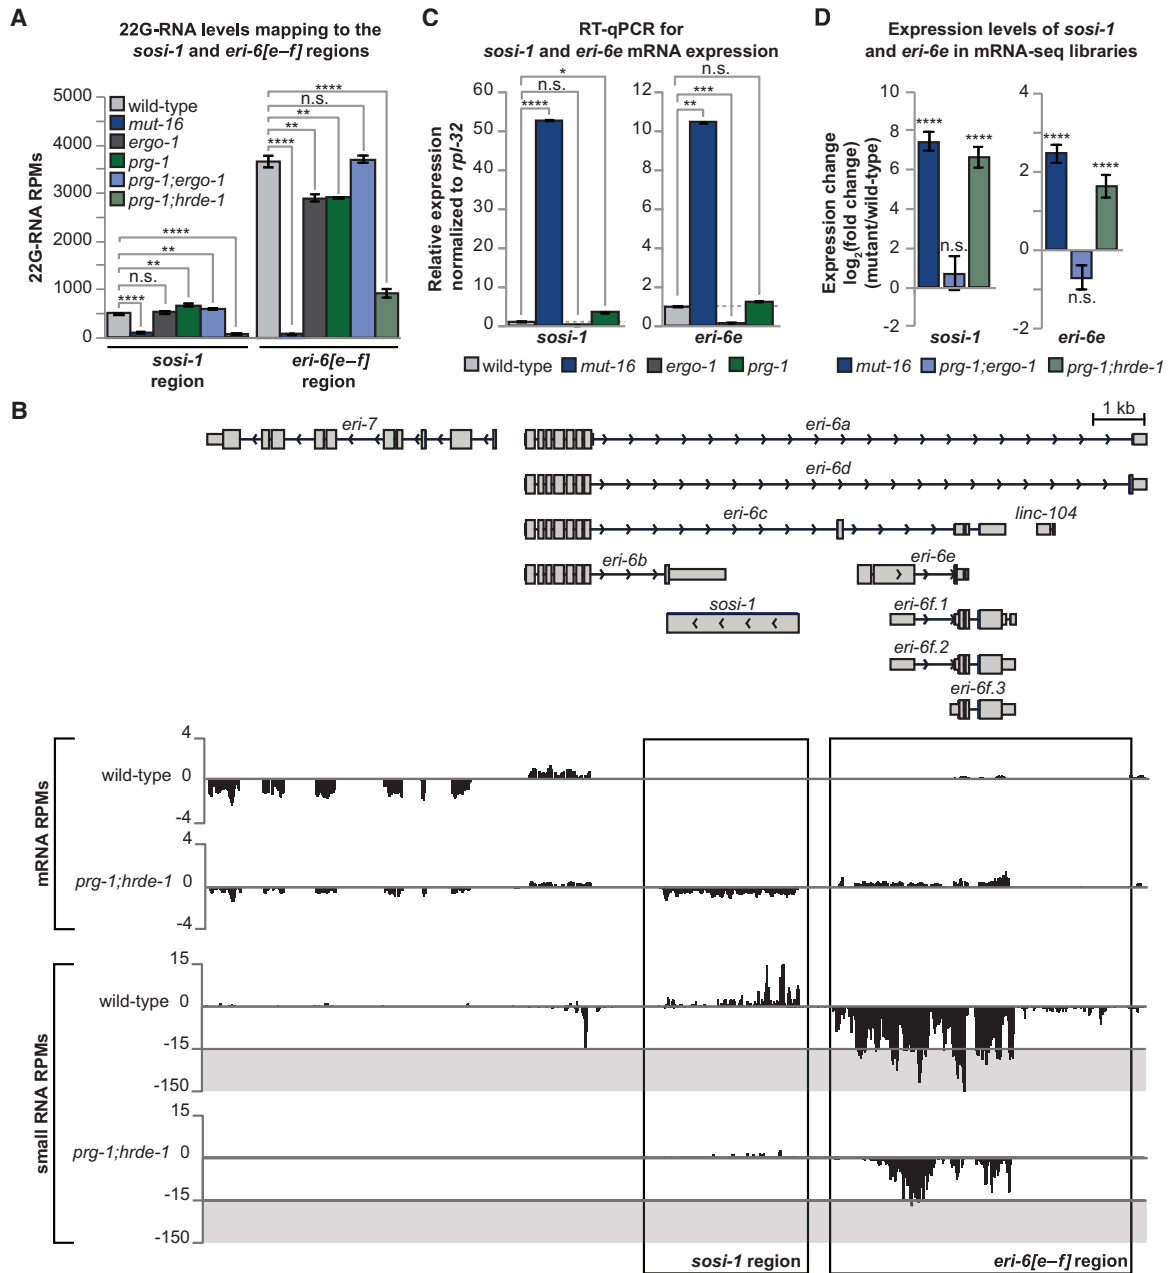 A
22G-RNA levels mapping to the
sosi-1 and eri-6[e–f] regions
22G-RNA RPMs
5000
4000
3000
2000
1000
500
0
wild-type
mut-16
ergo-1
prg-1
prg-1;ergo-1
prg-1;hrde-1
****
n.s.
**
**
****
****
**
**
n.s.
****
sosi-1
region
eri-6[e–f]
region
C
RT-qPCR for
sosi-1 and eri-6e mRNA expression
Relative expression
normalized to rpl-32
60
50
40
30
20
10
0
*
n.s.
****
sosi-1
12
10
8
6
4
2
0
n.s.
***
**
eri-6e
wild-type
mut-16
ergo-1
prg-1
D
Expression levels of sosi-1
and eri-6e in mRNA-seq libraries
Expression change
log2(fold change)
(mutant/wild-type)
10
8
6
4
2
0
-2
****
n.s.
****
sosi-1
4
2
0
-2
****
n.s.
****
eri-6e
mut-16
prg-1;ergo-1
prg-1;hrde-1
B
1 kb
eri-7
eri-6a
eri-6d
eri-6c
linc-104
eri-6b
eri-6e
sosi-1
eri-6f.1
eri-6f.2
eri-6f.3
mRNA RPMs
wild-type
4
0
-4
prg-1;hrde-1
4
0
-4
small RNA RPMs
wild-type
15
0
-15
-150
prg-1;hrde-1
15
0
-15
-150
sosi-1 region
eri-6[e–f] region